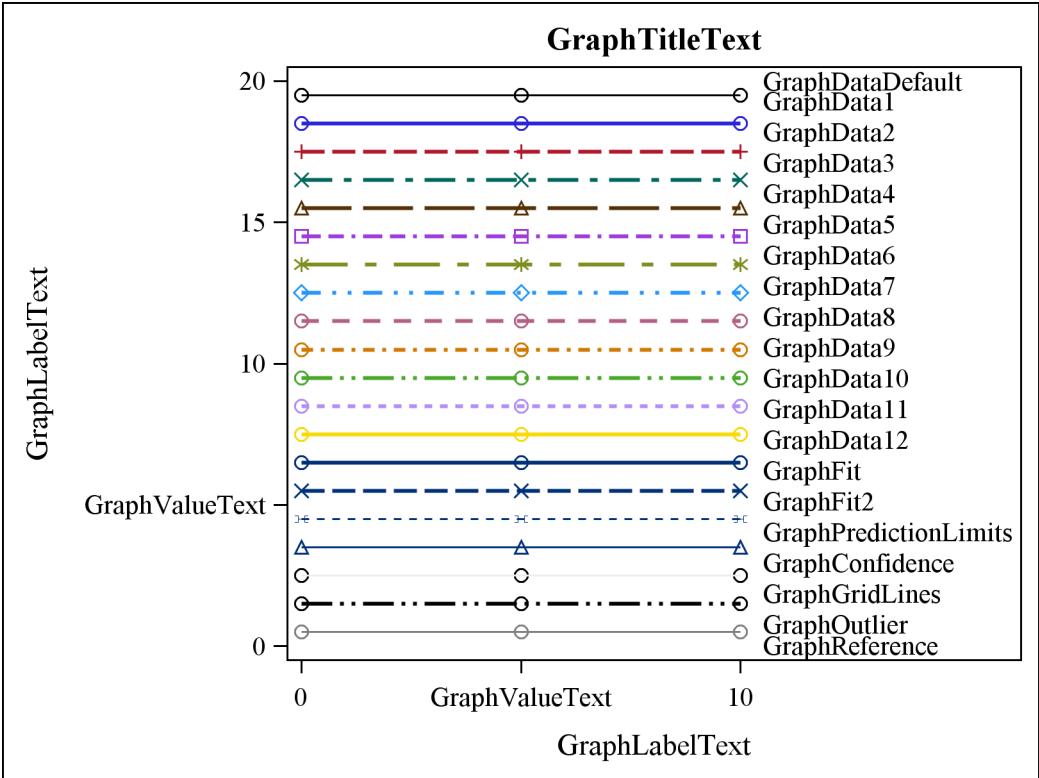 GraphTitleText
20
15
10
GraphValueText
0
GraphLabelText
GraphDataDefault
GraphData1
GraphData2
GraphData3
GraphData4
GraphData5
GraphData6
GraphData7
GraphData8
GraphData9
GraphData10
GraphData11
GraphData12
GraphFit
GraphFit2
GraphPredictionLimits
GraphConfidence
GraphGridLines
GraphOutlier
GraphReference
0 GraphValueText 10
GraphLabelText